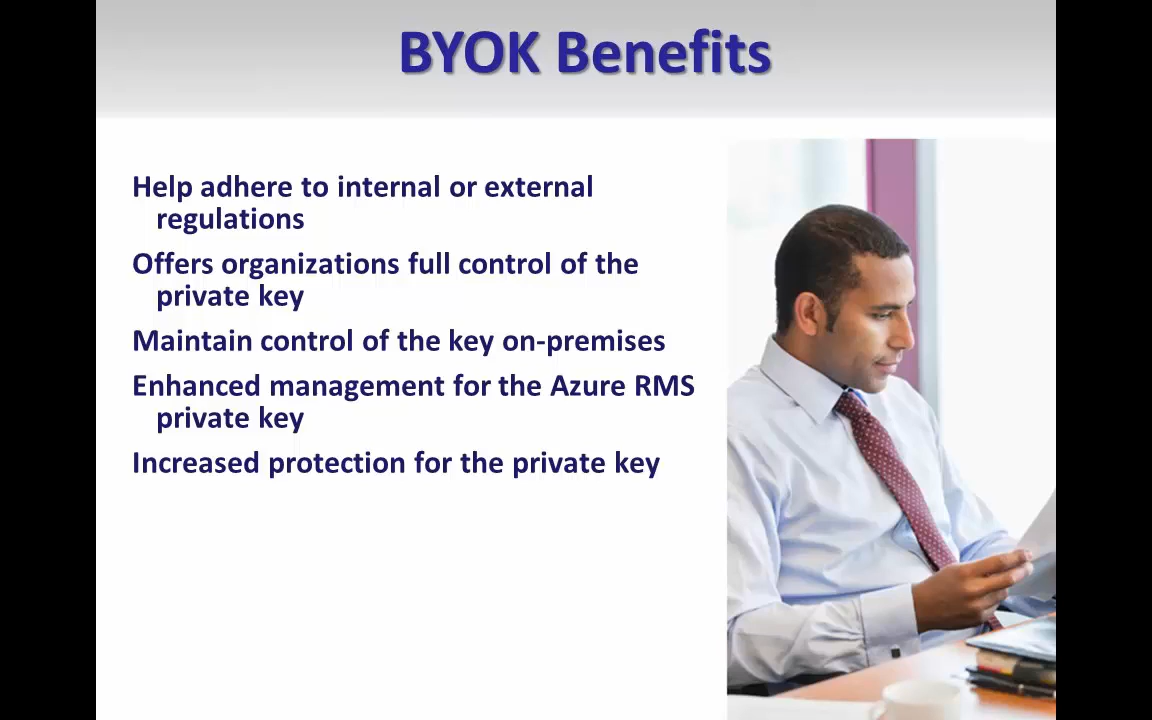 BYOK Benefits
Help adhere to internal or external
regulations
Offers organizations full control of the
private key
Maintain control of the key on-premises
Enhanced management for the Azure RMS
private key
Increased protection for the private key